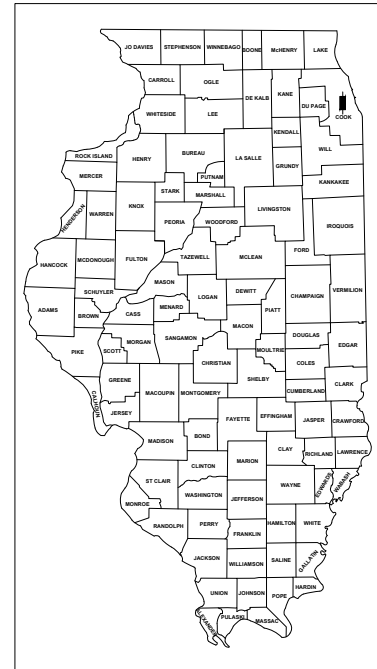 JO DAVIES STEPHENSON WINNEBAGO BOONE McHENRY LAKE
CARROLL OGLE KANE
DE KALB DU PAGE COOK
WHITESIDE LEE
KENDALL WILL
ROCK ISLAND HENRY BUREAU LA SALLE GRUNDY
MERCER PUTNAM KANKAKEE
STARK MARSHALL
HENDERSON WARREN KNOX PEORIA WOODFORD LIVINGSTON IROQUOIS
FULTON TAZEWELL McLEAN FORD
HANCOCK McDONOUGH
SCHUYLER MASON
LOGAN DEWITT CHAMPAIGN VERMILION
ADAMS BROWN CASS MENARD PIATT
MACON
MORGAN SANGAMON DOUGLAS
PIKE SCOTT CHRISTIAN MOULTRIE EDGAR
COLES
GREENE SHELBY
CALHOUN JERSEY MACOUPIN MONTGOMERY CUMBERLAND CLARK
FAYETTE EFFINGHAM JASPER CRAWFORD
MADISON BOND
CLAY RICHLAND LAWRENCE
CLINTON MARION
ST CLAIR WAYNE EDWARDS WABASH
WASHINGTON JEFFERSON
MONROE
RANDOLPH PERRY HAMILTON WHITE
FRANKLIN
JACKSON WILLIAMSON SALINE GALLATIN
UNION JOHNSON POPE HARDIN
ALEXANDER PULASKI MASSAC